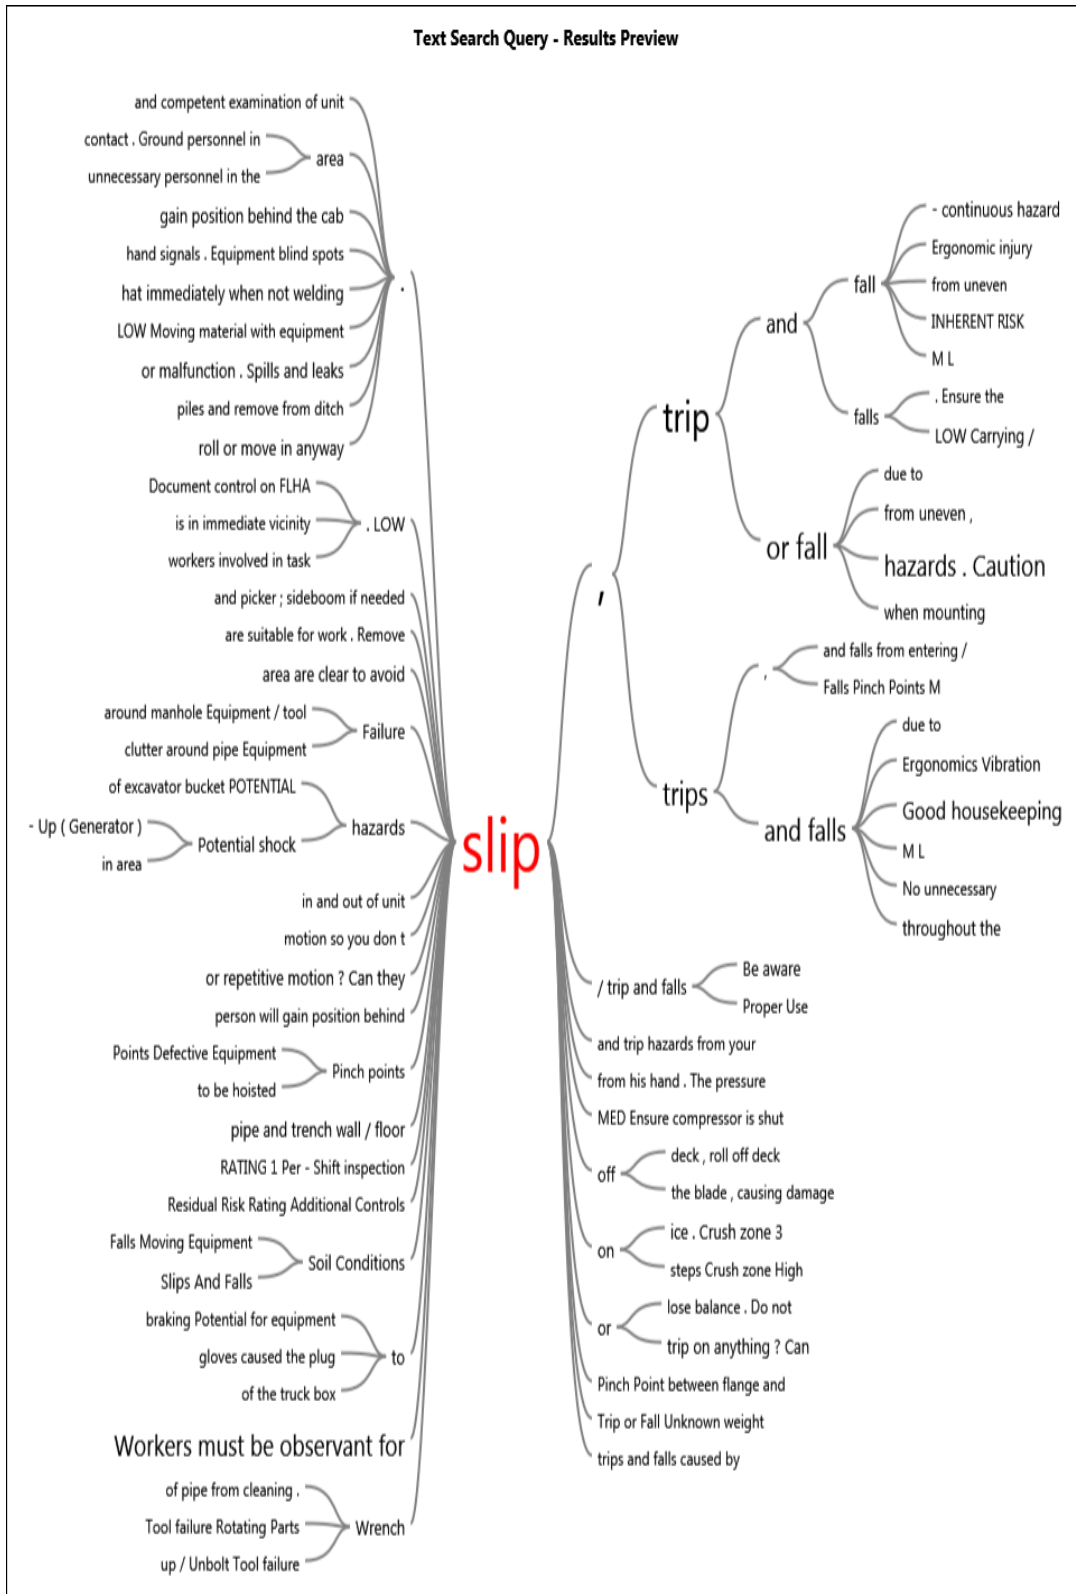 Text Search Query - Results Preview
and competent examination of unit
contact . Ground personnel in
unnecessary personnel in the
area
gain position behind the cab
hand signals . Equipment blind spots
hat immediately when not welding
LOW Moving material with equipment
or malfunction . Spills and leaks
piles and remove from ditch
roll or move in anyway
.
Document control on FLHA
is in immediate vicinity
workers involved in task
. LOW
and picker ; sideboom if needed
are suitable for work . Remove
area are clear to avoid
around manhole Equipment / tool
clutter around pipe Equipment
Failure
of excavator bucket POTENTIAL
- Up ( Generator )
in area
Potential shock
hazards
in and out of unit
motion so you don t
or repetitive motion ? Can they
person will gain position behind
Points Defective Equipment
to be hoisted
Pinch points
pipe and trench wall / floor
RATING 1 Per - Shift inspection
Residual Risk Rating Additional Controls
Falls Moving Equipment
Slips And Falls
Soil Conditions
braking Potential for equipment
gloves caused the plug
of the truck box
to
Workers must be observant for
of pipe from cleaning .
Tool failure Rotating Parts
up / Unbolt Tool failure
Wrench
slip
,
trip
and
fall
- continuous hazard
Ergonomic injury
from uneven
INHERENT RISK
M L
falls
. Ensure the
LOW Carrying /
or fall
due to
from uneven ,
hazards . Caution
when mounting
trips
,
and falls from entering /
Falls Pinch Points M
and falls
due to
Ergonomics Vibration
Good housekeeping
M L
No unnecessary
throughout the
/ trip and falls
Be aware
Proper Use
and trip hazards from your
from his hand . The pressure
MED Ensure compressor is shut
off
deck , roll off deck
the blade , causing damage
on
ice . Crush zone 3
steps Crush zone High
or
lose balance . Do not
trip on anything ? Can
Pinch Point between flange and
Trip or Fall Unknown weight
trips and falls caused by